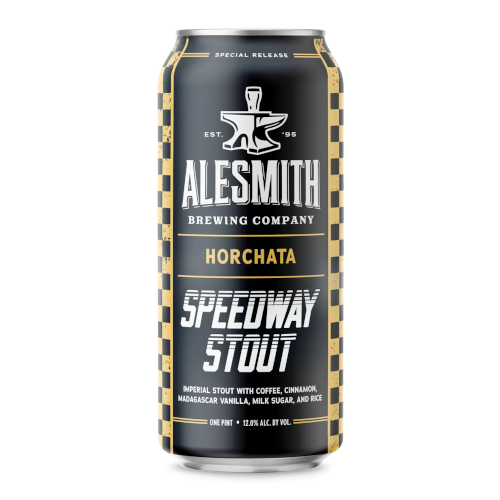 SPECIAL RELEASE
EST. '95
ALESMITH
BREWING COMPANY
HORCHATA
SPEEDWAY
STOUT
IMPERIAL STOUT WITH COFFEE, CINNAMON,
MADAGASCAR VANILLA, MILK SUGAR, AND RICE
ONE PINT • 12.0% ALC. BY VOL.